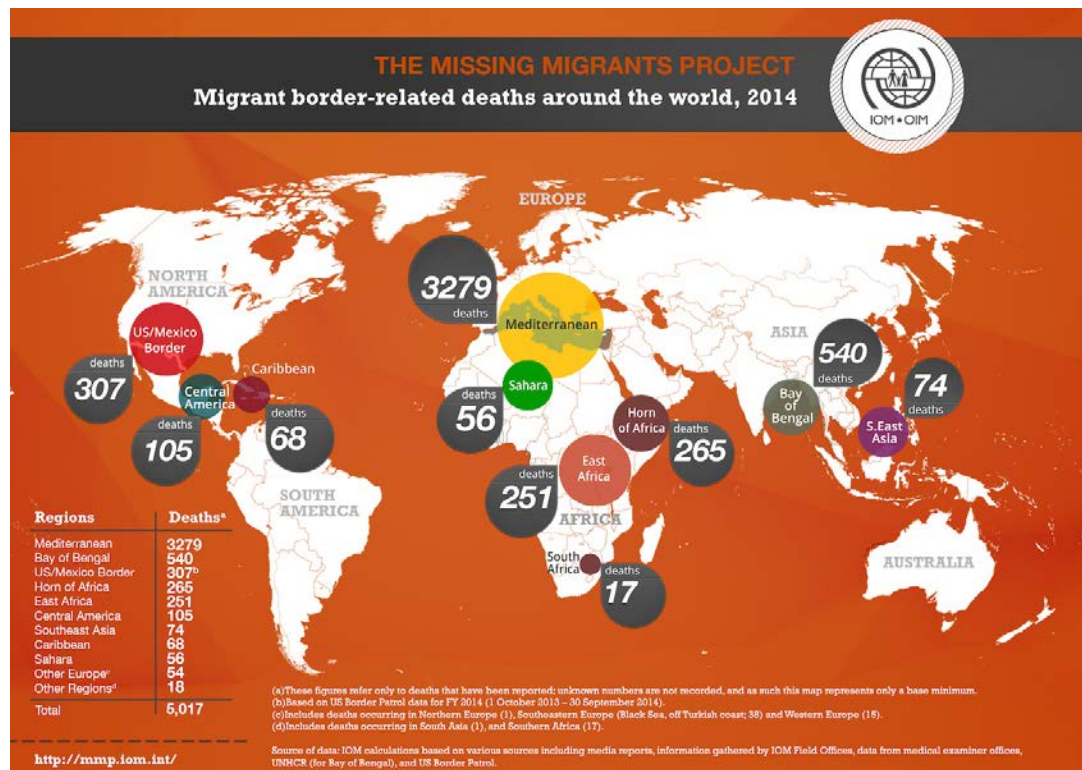 THE MISSING MIGRANTS PROJECT
Migrant border-related deaths around the world, 2014
IOM • OIM
EUROPE
NORTH
AMERICA
ASIA
3279
deaths
Mediterranean
US/Mexico
Border
deaths
307
Caribbean
Central
America
deaths
105
deaths
68
Sahara
deaths
56
Horn
of Africa
deaths
265
East
Africa
deaths
251
540
deaths
Bay
of
Bengal
74
deaths
S.East
Asia
SOUTH
AMERICA
AFRICA
South
Africa
deaths
17
AUSTRALIA
Regions Deathsᵃ
Mediterranean 3279
Bay of Bengal 540
US/Mexico Border 307ᵇ
Horn of Africa 265
East Africa 251
Central America 105
Southeast Asia 74
Caribbean 68
Sahara 56
Other Europeᶜ 54
Other Regionsᵈ 18
Total 5,017
http://mmp.iom.int/
(a)These figures refer only to deaths that have been reported; unknown numbers are not recorded, and as such this map represents only a base minimum.
(b)Based on US Border Patrol data for FY 2014 (1 October 2013 – 30 September 2014).
(c)Includes deaths occurring in Northern Europe (1), Southeastern Europe (Black Sea, off Turkish coast; 38) and Western Europe (15).
(d)Includes deaths occurring in South Asia (1), and Southern Africa (17).
Source of data: IOM calculations based on various sources including media reports, information gathered by IOM Field Offices, data from medical examiner offices,
UNHCR (for Bay of Bengal), and US Border Patrol.